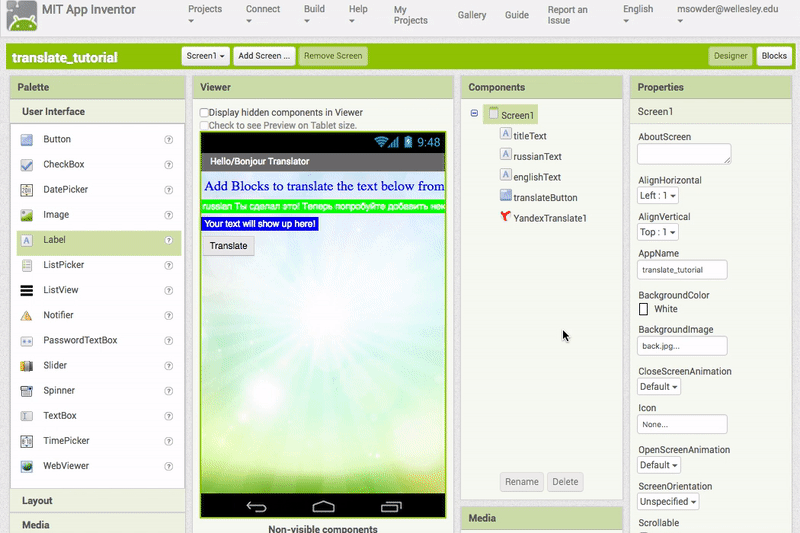 MIT App Inventor
Projects
Connect
Build
Help
My Projects
Gallery
Guide
Report an Issue
English
msowder@wellesley.edu
translate_tutorial
Screen1
Add Screen ...
Remove Screen
Designer
Blocks
Palette
User Interface
Button
CheckBox
DatePicker
Image
Label
ListPicker
ListView
Notifier
PasswordTextBox
Slider
Spinner
TextBox
TimePicker
WebViewer
Layout
Media
Viewer
Display hidden components in Viewer
Check to see Preview on Tablet size.
9:48
Hello/Bonjour Translator
Add Blocks to translate the text below from
russian Ты сделал это! Теперь попробуйте добавить
Your text will show up here!
Translate
Non-visible components
Components
Screen1
titleText
russianText
englishText
translateButton
YandexTranslate1
Rename
Delete
Media
Properties
Screen1
AboutScreen
AlignHorizontal
Left : 1
AlignVertical
Top : 1
AppName
translate_tutorial
BackgroundColor
White
BackgroundImage
back.jpg...
CloseScreenAnimation
Default
Icon
None...
OpenScreenAnimation
Default
ScreenOrientation
Unspecified
Scrollable